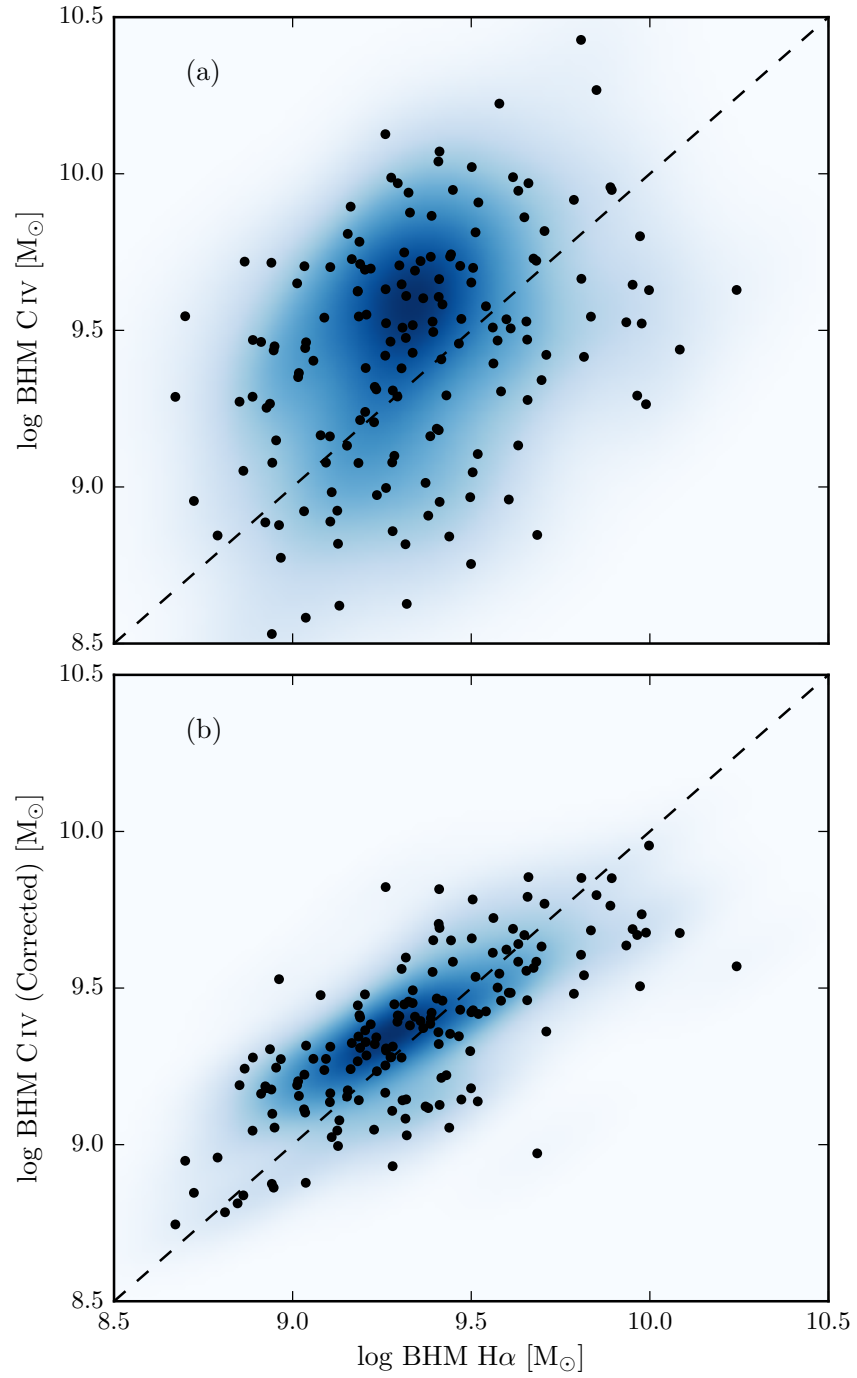 10.5
(a)
10.0
log BHM C IV [M☉]
9.5
9.0
8.5
10.5
(b)
10.0
log BHM C IV (Corrected) [M☉]
9.5
9.0
8.5
8.5 9.0 9.5 10.0 10.5
log BHM Hα [M☉]